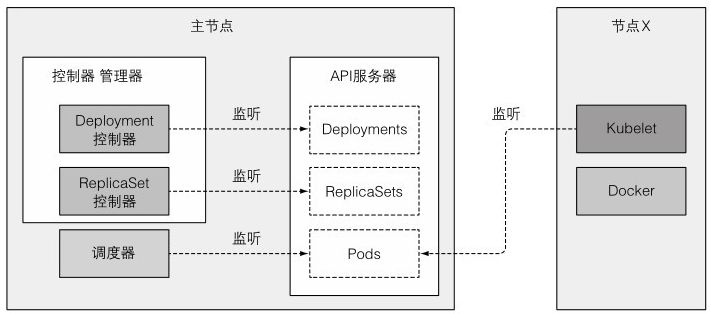 主节点
节点X
控制器 管理器
API服务器
Deployment
控制器
监听
Deployments
监听
Kubelet
ReplicaSet
控制器
监听
ReplicaSets
Docker
调度器
监听
Pods